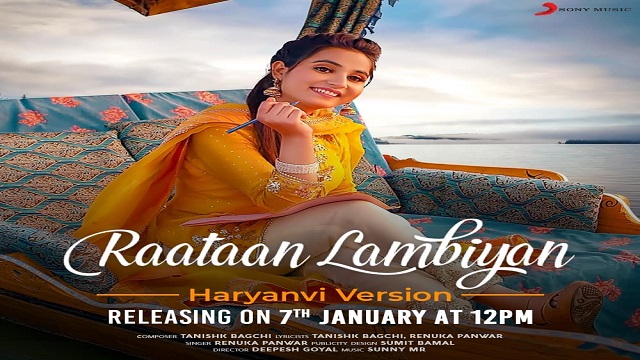 SONY MUSIC
Raataan Lambiyan
Haryanvi Version
RELEASING ON 7TH JANUARY AT 12PM
COMPOSER TANISHK BAGCHI LYRICISTS TANISHK BAGCHI, RENUKA PANWAR
SINGER RENUKA PANWAR PUBLICITY DESIGN SUMIT BAMAL
DIRECTOR DEEPESH GOYAL MUSIC SUNNY MR